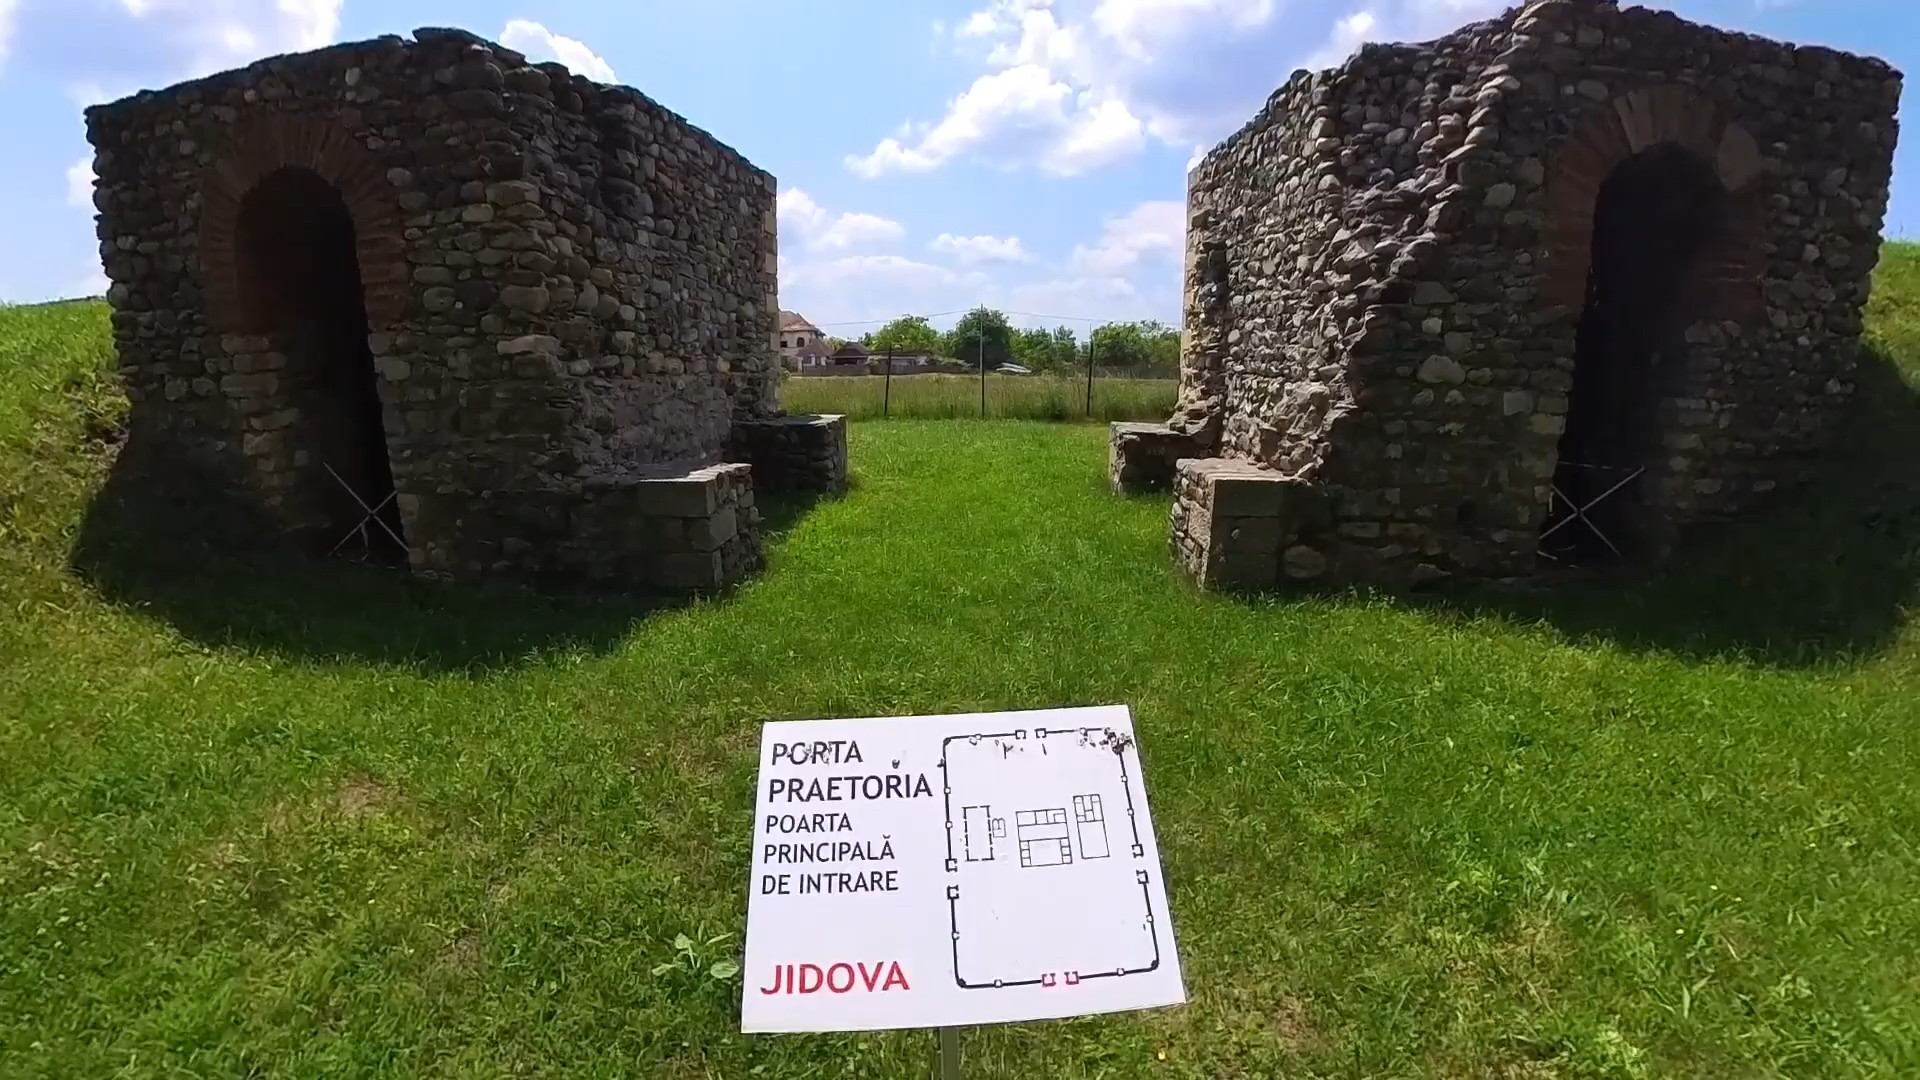 PORTA
PRAETORIA
POARTA
PRINCIPALĂ
DE INTRARE
JIDOVA